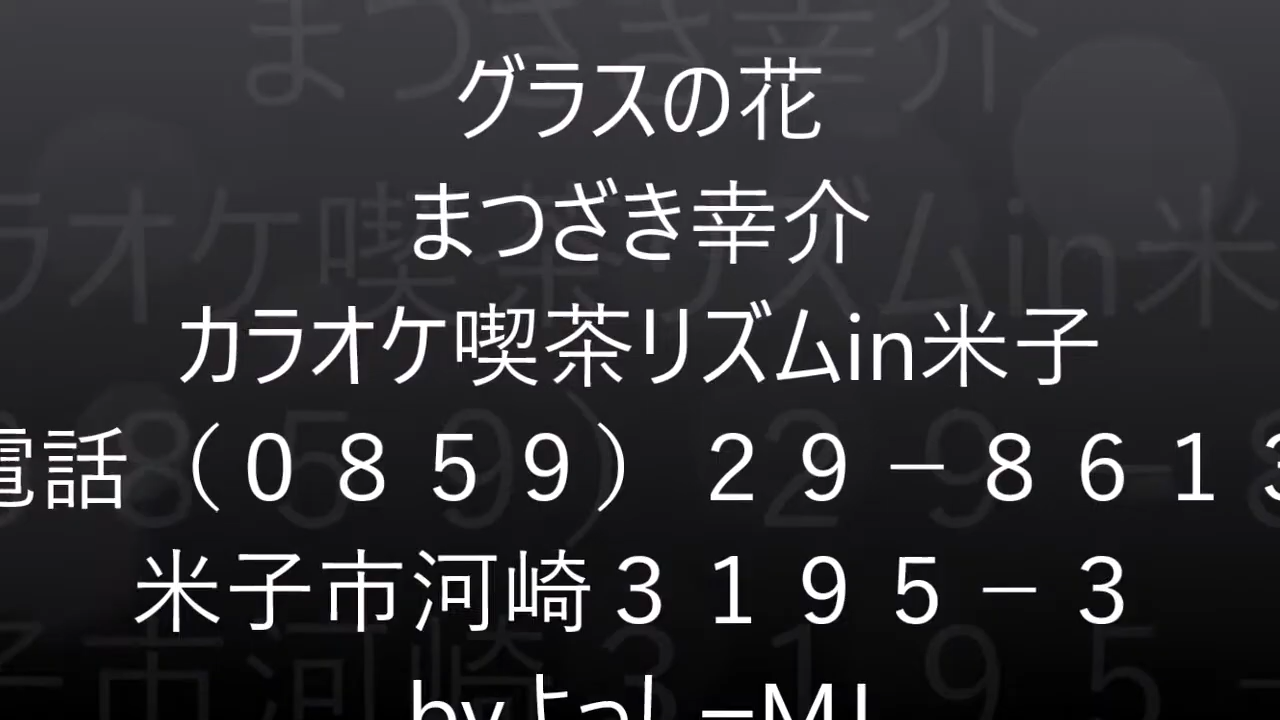 グラスの花
まつざき幸介
カラオケ喫茶リズムin米子
電話（０８５９）２９－８６１３
米子市河崎３１９５－３
by